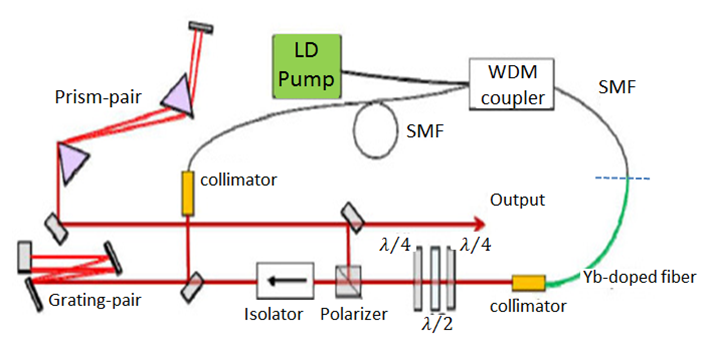 LD
Pump
WDM
coupler
SMF
Prism-pair
SMF
collimator
Output
λ/4
λ/4
Yb-doped fiber
Grating-pair
Isolator
Polarizer
λ/2
collimator